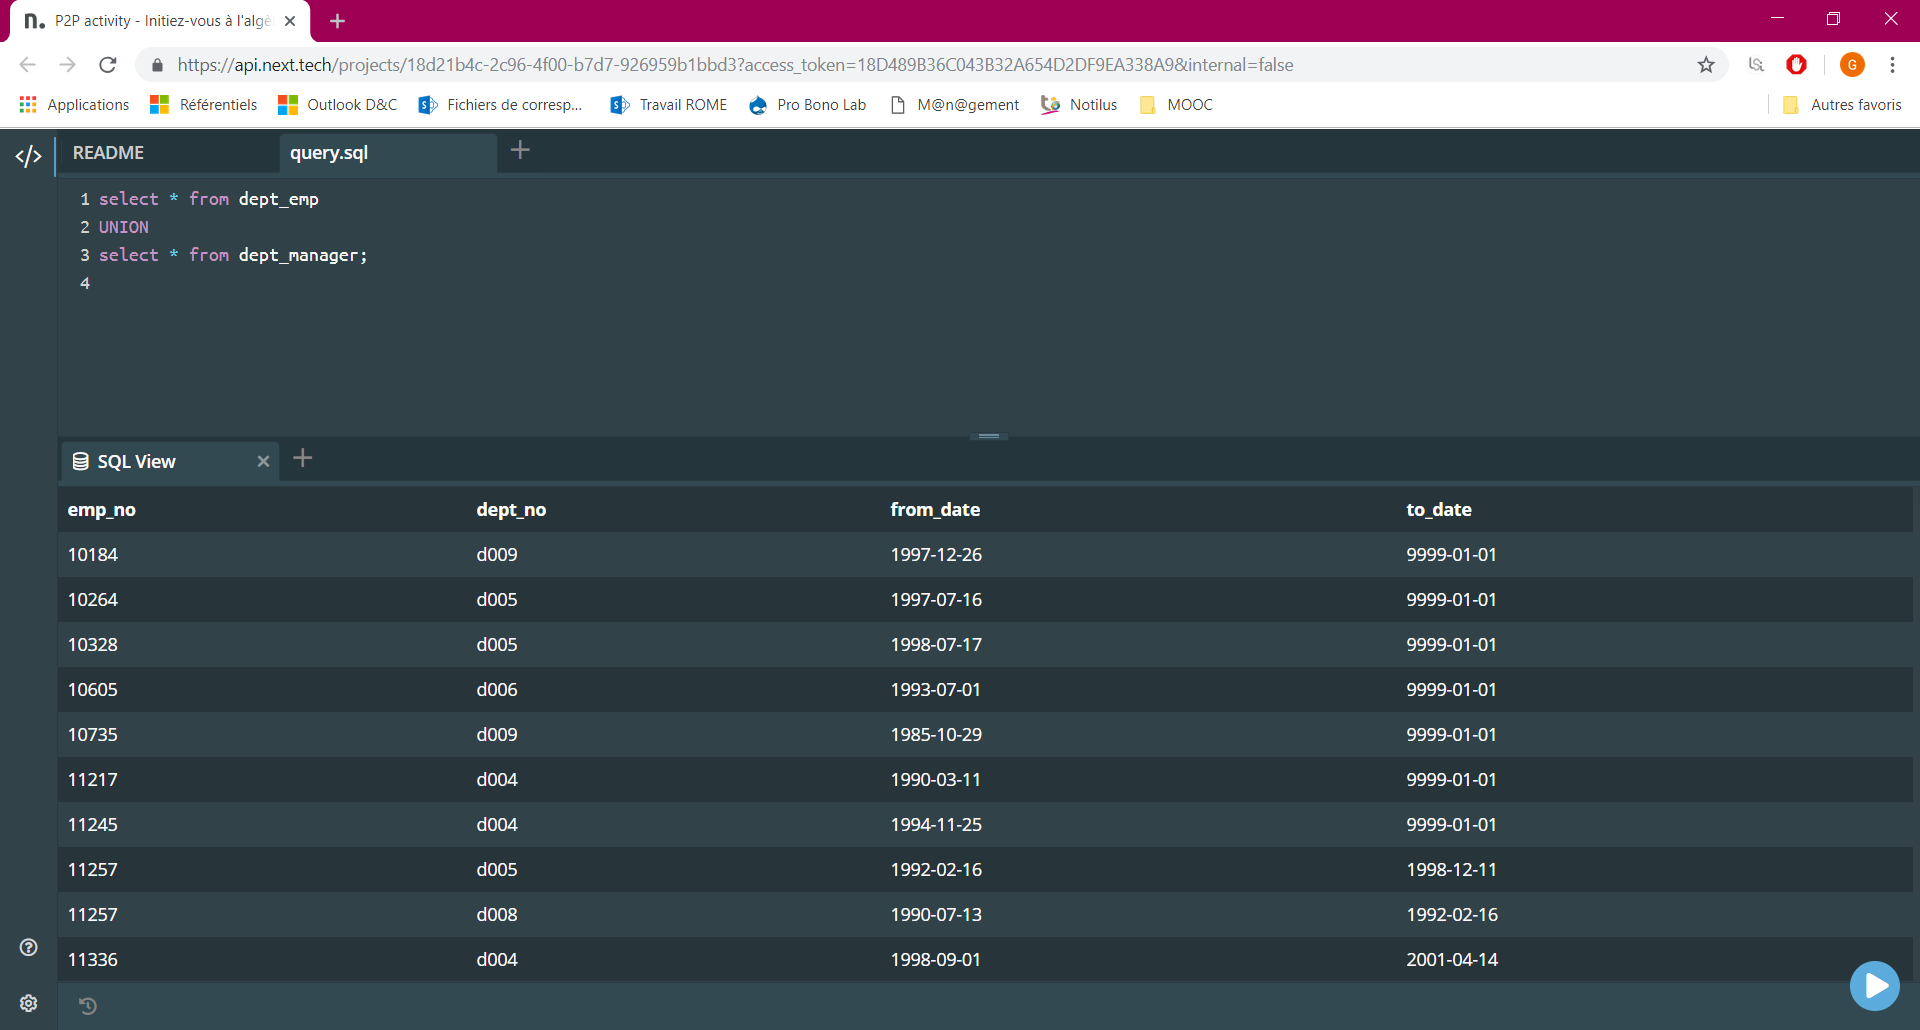 n. P2P activity - Initiez-vous à l'algè
https://api.next.tech/projects/18d21b4c-2c96-4f00-b7d7-926959b1bbd3?access_token=18D489B36C043B32A654D2DF9EA338A9&internal=false
G
Applications Référentiels Outlook D&C Fichiers de corresp... Travail ROME Pro Bono Lab M@n@gement Notilus MOOC Autres favoris
</> README query.sql
1 select * from dept_emp
2 UNION
3 select * from dept_manager;
4
SQL View
emp_no dept_no from_date to_date
10184 d009 1997-12-26 9999-01-01
10264 d005 1997-07-16 9999-01-01
10328 d005 1998-07-17 9999-01-01
10605 d006 1993-07-01 9999-01-01
10735 d009 1985-10-29 9999-01-01
11217 d004 1990-03-11 9999-01-01
11245 d004 1994-11-25 9999-01-01
11257 d005 1992-02-16 1998-12-11
11257 d008 1990-07-13 1992-02-16
11336 d004 1998-09-01 2001-04-14